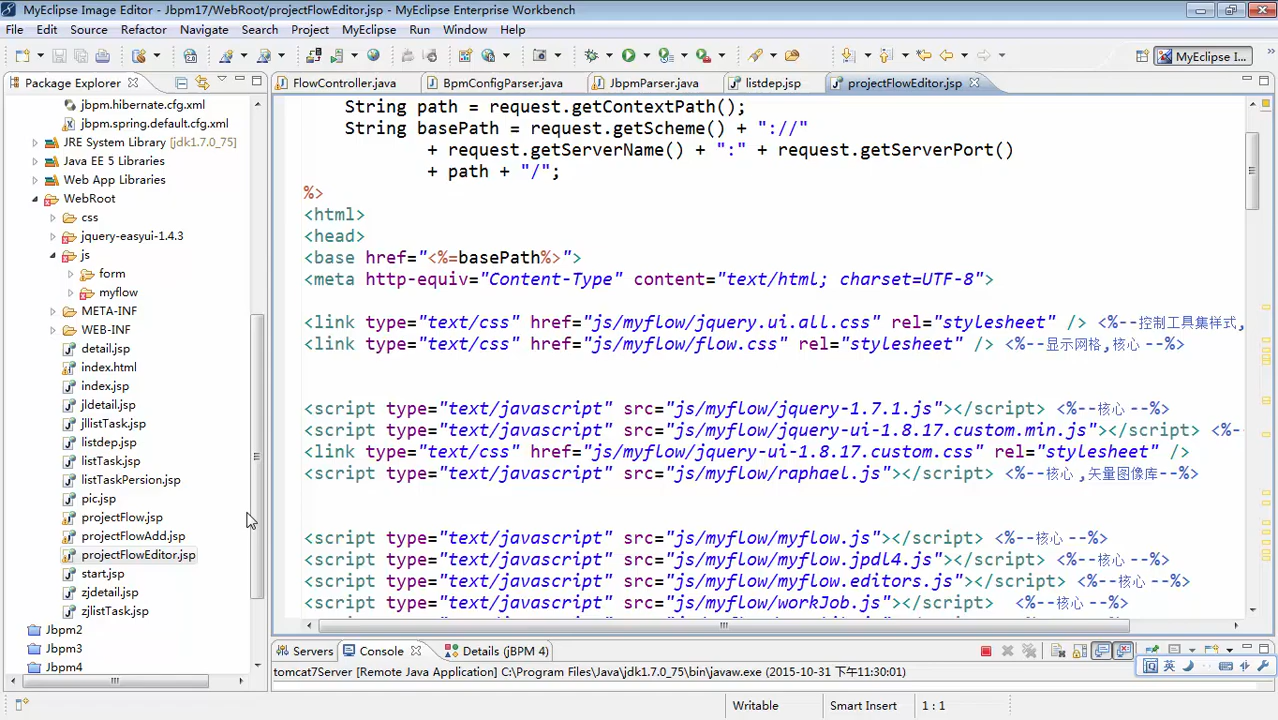 MyEclipse Image Editor - Jbpm17/WebRoot/projectFlowEditor.jsp - MyEclipse Enterprise Workbench
File Edit Source Refactor Navigate Search Project MyEclipse Run Window Help
MyEclipse I...
Package Explorer
FlowController.java BpmConfigParser.java JbpmParser.java listdep.jsp projectFlowEditor.jsp
jbpm.hibernate.cfg.xml
jbpm.spring.default.cfg.xml
JRE System Library [jdk1.7.0_75]
Java EE 5 Libraries
Web App Libraries
WebRoot
css
jquery-easyui-1.4.3
js
form
myflow
META-INF
WEB-INF
detail.jsp
index.html
index.jsp
jldetail.jsp
jllistTask.jsp
listdep.jsp
listTask.jsp
listTaskPersion.jsp
pic.jsp
projectFlow.jsp
projectFlowAdd.jsp
projectFlowEditor.jsp
start.jsp
zjdetail.jsp
zjlistTask.jsp
Jbpm2
Jbpm3
Jbpm4
String path = request.getContextPath();
String basePath = request.getScheme() + "://"
+ request.getServerName() + ":" + request.getServerPort()
+ path + "/";
%>
<html>
<head>
<base href="<%=basePath%>">
<meta http-equiv="Content-Type" content="text/html; charset=UTF-8">
<link type="text/css" href="js/myflow/jquery.ui.all.css" rel="stylesheet" /> <%--控制工具集样式,
<link type="text/css" href="js/myflow/flow.css" rel="stylesheet" /> <%--显示网格,核心 --%>
<script type="text/javascript" src="js/myflow/jquery-1.7.1.js"></script> <%--核心 --%>
<script type="text/javascript" src="js/myflow/jquery-ui-1.8.17.custom.min.js"></script> <%--
<link type="text/css" href="js/myflow/jquery-ui-1.8.17.custom.css" rel="stylesheet" />
<script type="text/javascript" src="js/myflow/raphael.js"></script> <%--核心 ,矢量图像库--%>
<script type="text/javascript" src="js/myflow/myflow.js"></script> <%--核心 --%>
<script type="text/javascript" src="js/myflow/myflow.jpdl4.js"></script> <%--核心 --%>
<script type="text/javascript" src="js/myflow/myflow.editors.js"></script> <%--核心 --%>
<script type="text/javascript" src="js/myflow/workJob.js"></script> <%--核心 --%>
Servers Console Details (jBPM 4)
tomcat7Server [Remote Java Application] C:\Program Files\Java\jdk1.7.0_75\bin\javaw.exe (2015-10-31 下午11:30:01)
英
Writable Smart Insert 1 : 1